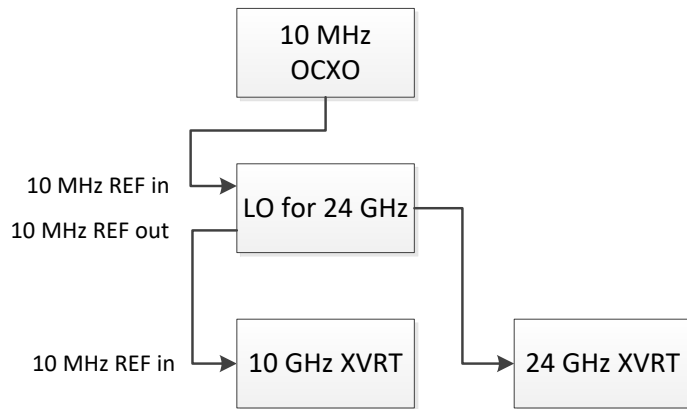 10 MHz
OCXO
10 MHz REF in
LO for 24 GHz
10 MHz REF out
10 MHz REF in
10 GHz XVRT
24 GHz XVRT